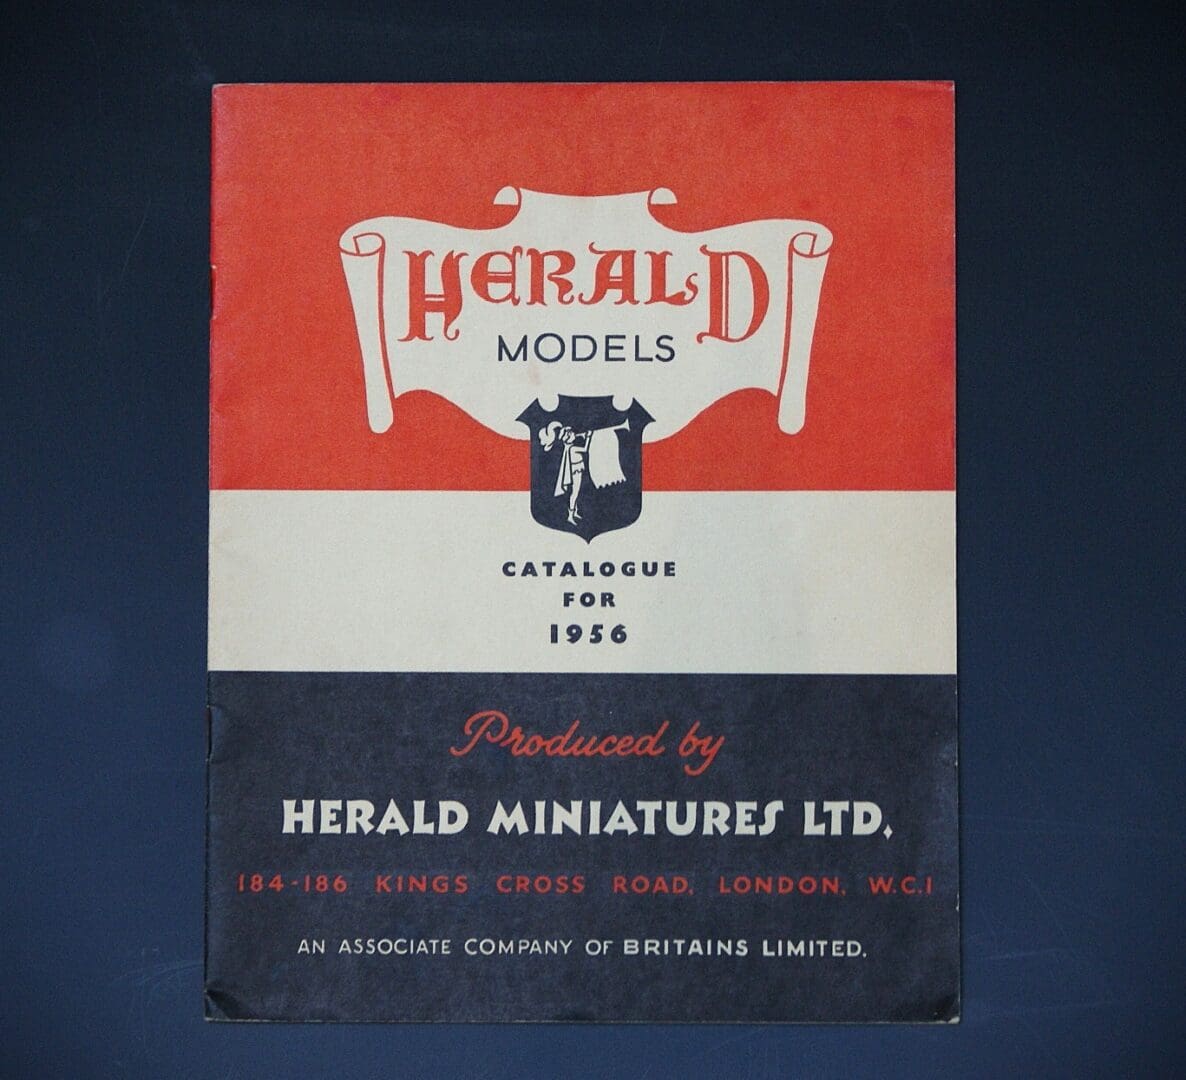 HERALD
MODELS
CATALOGUE
FOR
1956
Produced by
HERALD MINIATURES LTD.
184-186 KINGS CROSS ROAD, LONDON, W.C.1
AN ASSOCIATE COMPANY OF BRITAINS LIMITED.